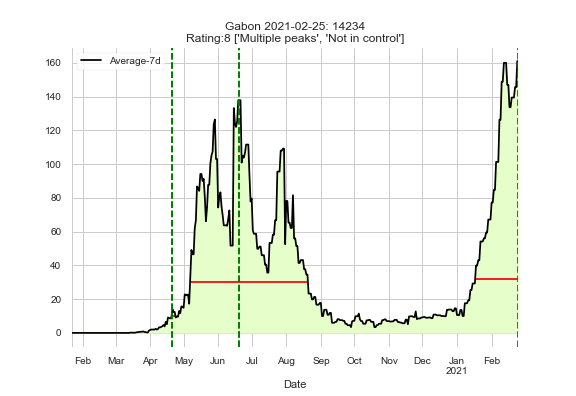 Gabon 2021-02-25: 14234
Rating:8 ['Multiple peaks', 'Not in control']
Average-7d
160
140
120
100
80
60
40
20
0
Feb Mar Apr May Jun Jul Aug Sep Oct Nov Dec Jan Feb
2021
Date